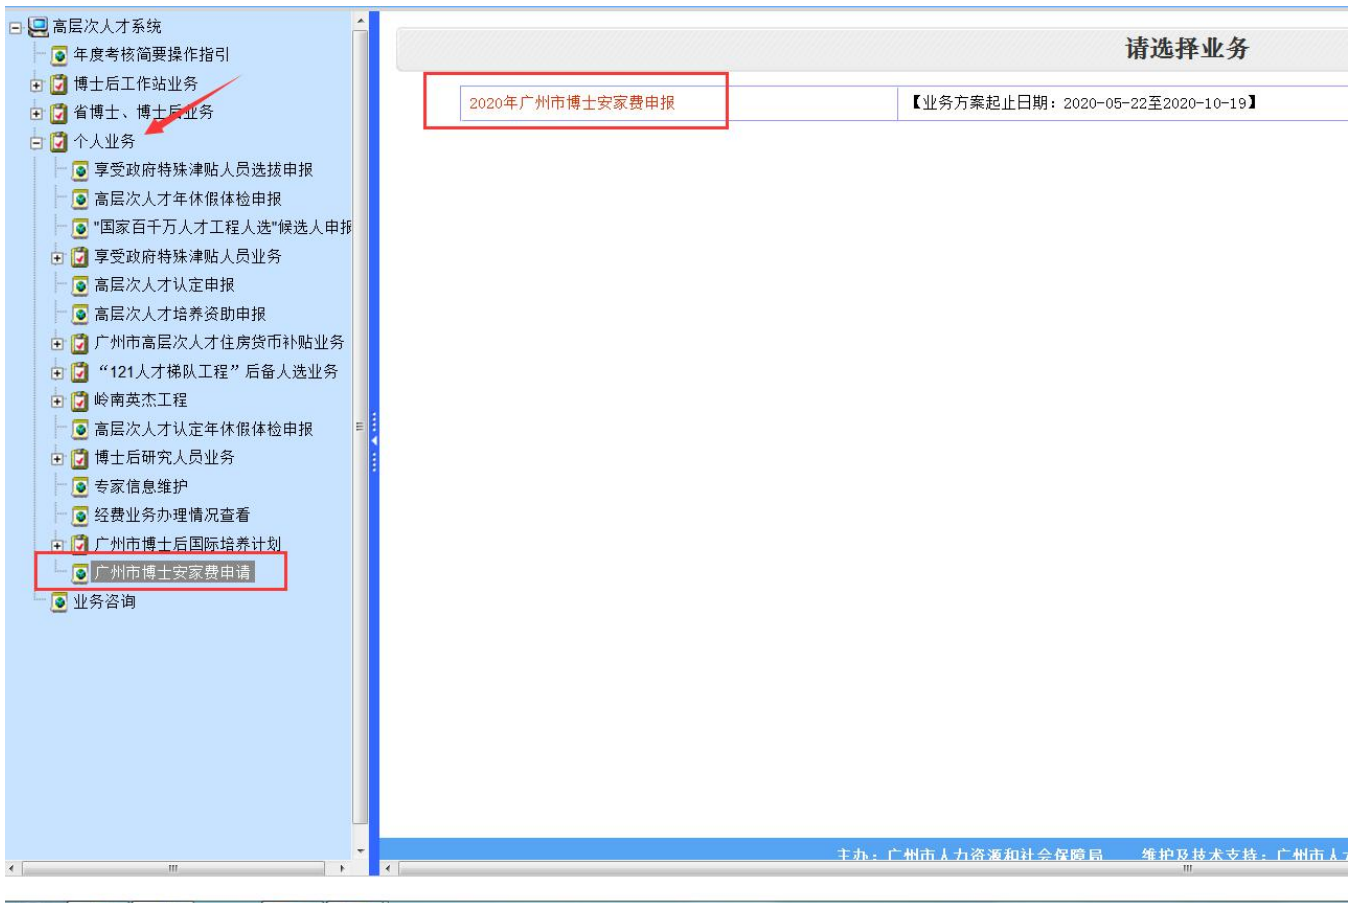 高层次人才系统
年度考核简要操作指引
博士后工作站业务
省博士、博士后业务
个人业务
享受政府特殊津贴人员选拔申报
高层次人才年休假体检申报
"国家百千万人才工程人选"候选人申报
享受政府特殊津贴人员业务
高层次人才认定申报
高层次人才培养资助申报
广州市高层次人才住房货币补贴业务
“121人才梯队工程”后备人选业务
岭南英杰工程
高层次人才认定年休假体检申报
博士后研究人员业务
专家信息维护
经费业务办理情况查看
广州市博士后国际培养计划
广州市博士安家费申请
业务咨询
请选择业务
2020年广州市博士安家费申报
【业务方案起止日期：2020-05-22至2020-10-19】
主办：广州市人力资源和社会保障局 维护及技术支持：广州市人